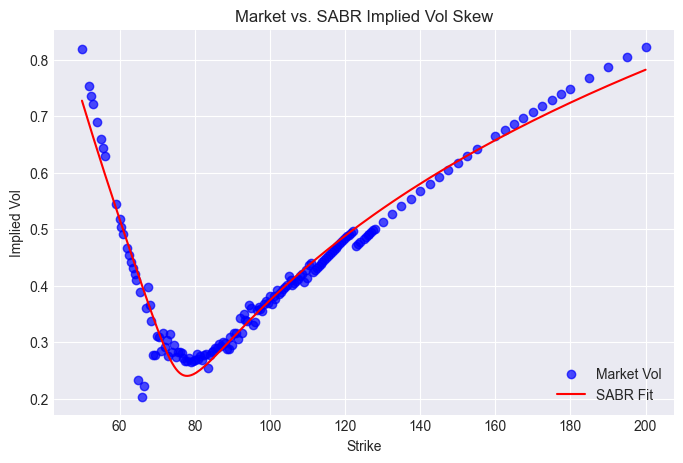 Market vs. SABR Implied Vol Skew
Implied Vol
0.8
0.7
0.6
0.5
0.4
0.3
0.2
60 80 100 120 140 160 180 200
Strike
Market Vol
SABR Fit